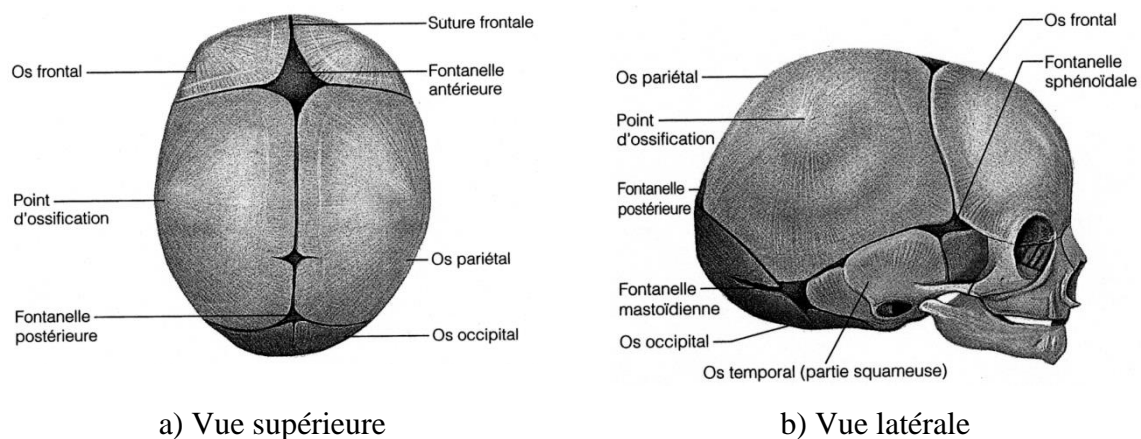 Suture frontale
Os frontal
Fontanelle
antérieure
Point
d'ossification
Os pariétal
Fontanelle
postérieure
Os occipital
a) Vue supérieure
Os frontal
Os pariétal
Fontanelle
sphénoïdale
Point
d'ossification
Fontanelle
postérieure
Fontanelle
mastoïdienne
Os occipital
Os temporal (partie squameuse)
b) Vue latérale